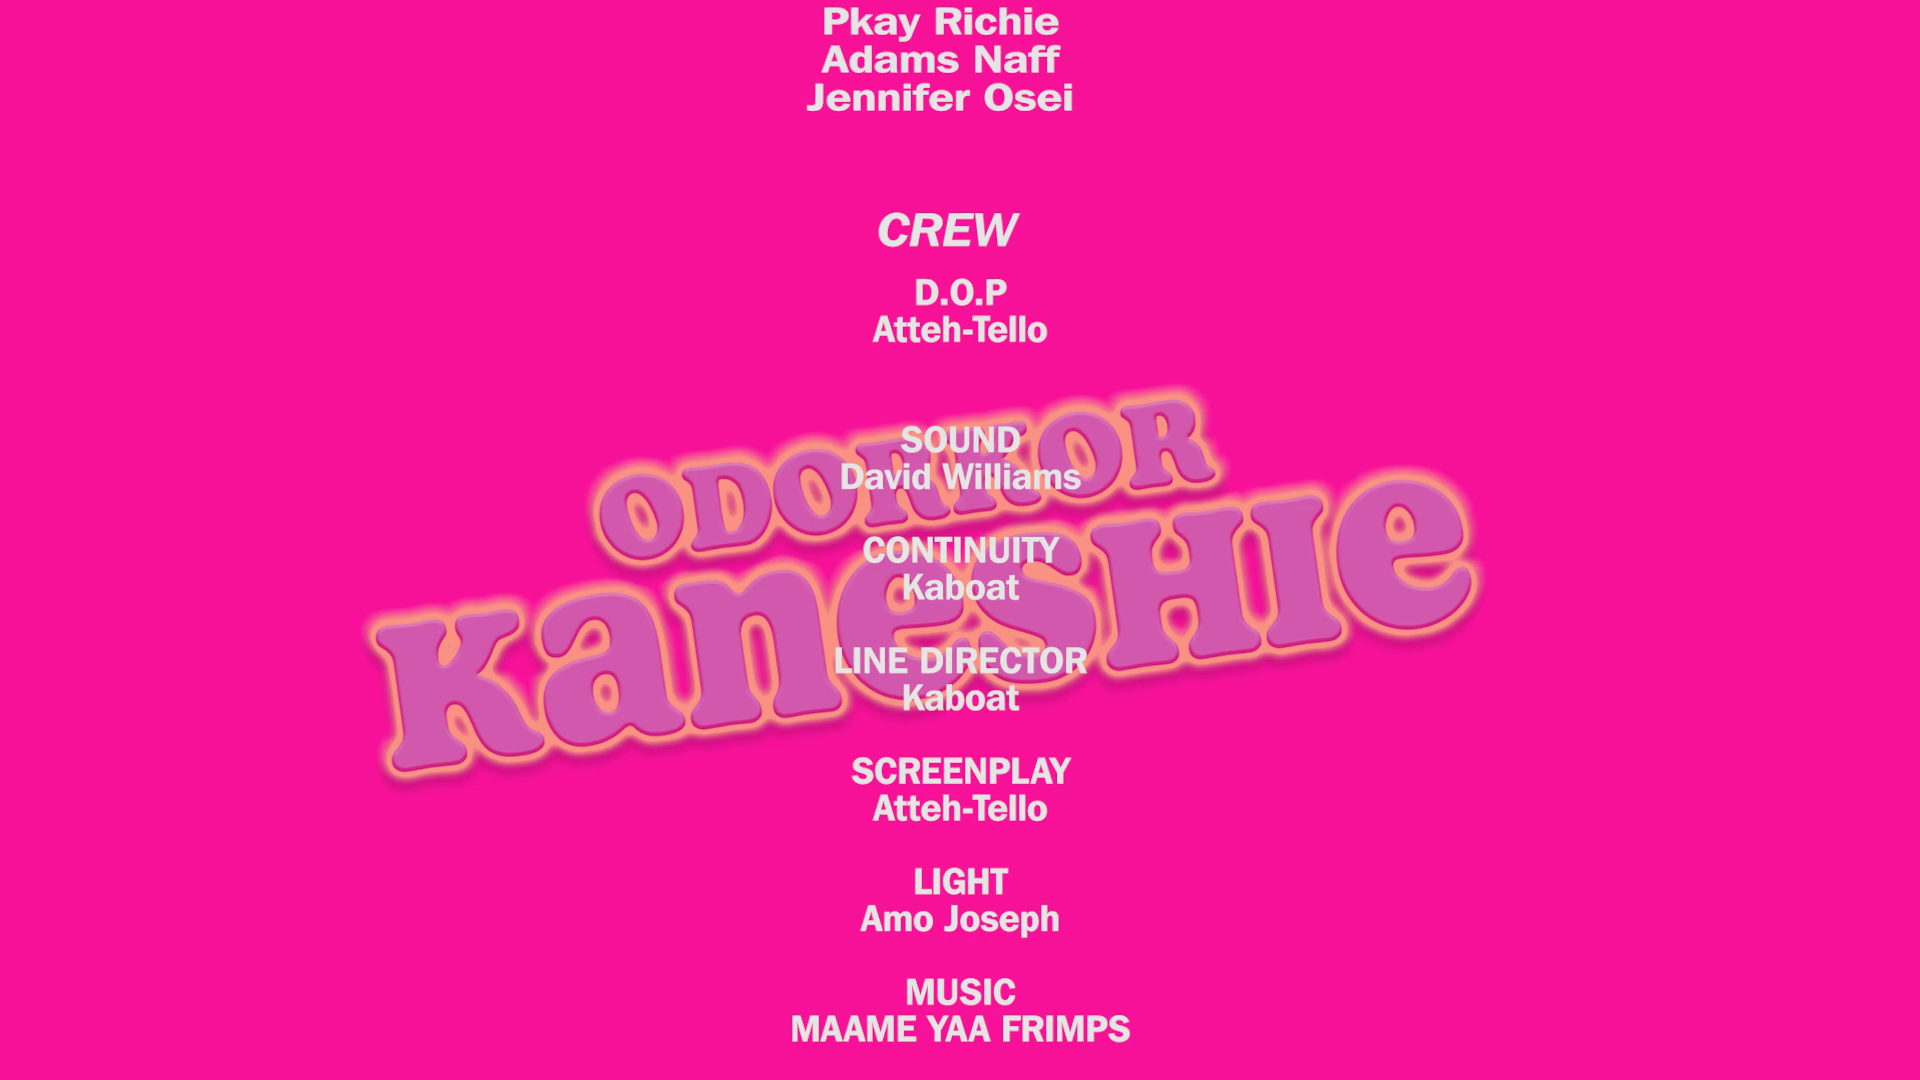 Pkay Richie
Adams Naff
Jennifer Osei
CREW
D.O.P
Atteh-Tello
ODORKOR
KaneSHIe
SOUND
David Williams
CONTINUITY
Kaboat
LINE DIRECTOR
Kaboat
SCREENPLAY
Atteh-Tello
LIGHT
Amo Joseph
MUSIC
MAAME YAA FRIMPS